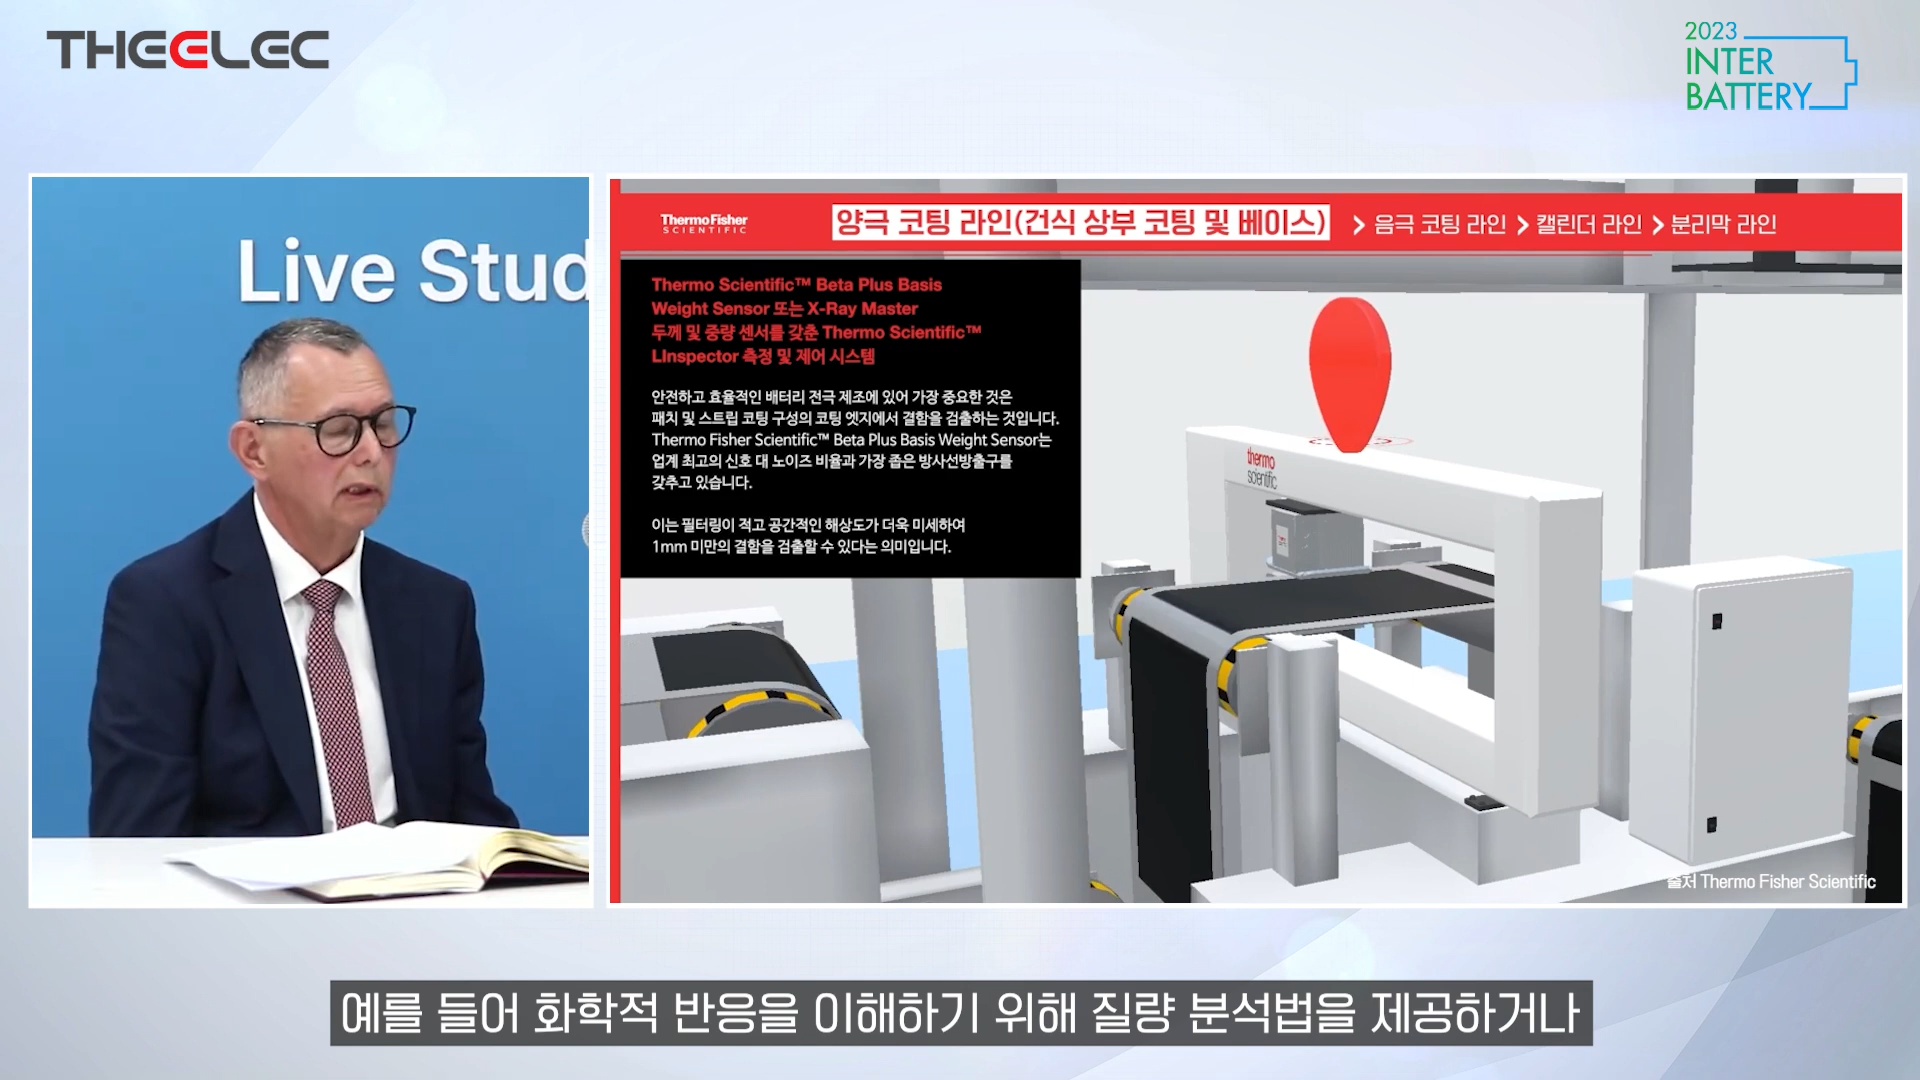 THEELEC
2023
INTER
BATTERY
Live Stud
ThermoFisher
SCIENTIFIC
양극 코팅 라인(건식 상부 코팅 및 베이스)
음극 코팅 라인
캘린더 라인
분리막 라인
Thermo Scientific™ Beta Plus Basis
Weight Sensor 또는 X-Ray Master
두께 및 중량 센서를 갖춘 Thermo Scientific™
LInspector 측정 및 제어 시스템
안전하고 효율적인 배터리 전극 제조에 있어 가장 중요한 것은
패치 및 스트립 코팅 구성의 코팅 엣지에서 결함을 검출하는 것입니다.
Thermo Fisher Scientific™ Beta Plus Basis Weight Sensor는
업계 최고의 신호 대 노이즈 비율과 가장 좁은 방사선방출구를
갖추고 있습니다.
이는 필터링이 적고 공간적인 해상도가 더욱 미세하여
1mm 미만의 결함을 검출할 수 있다는 의미입니다.
thermo
scientific
출처 Thermo Fisher Scientific
예를 들어 화학적 반응을 이해하기 위해 질량 분석법을 제공하거나